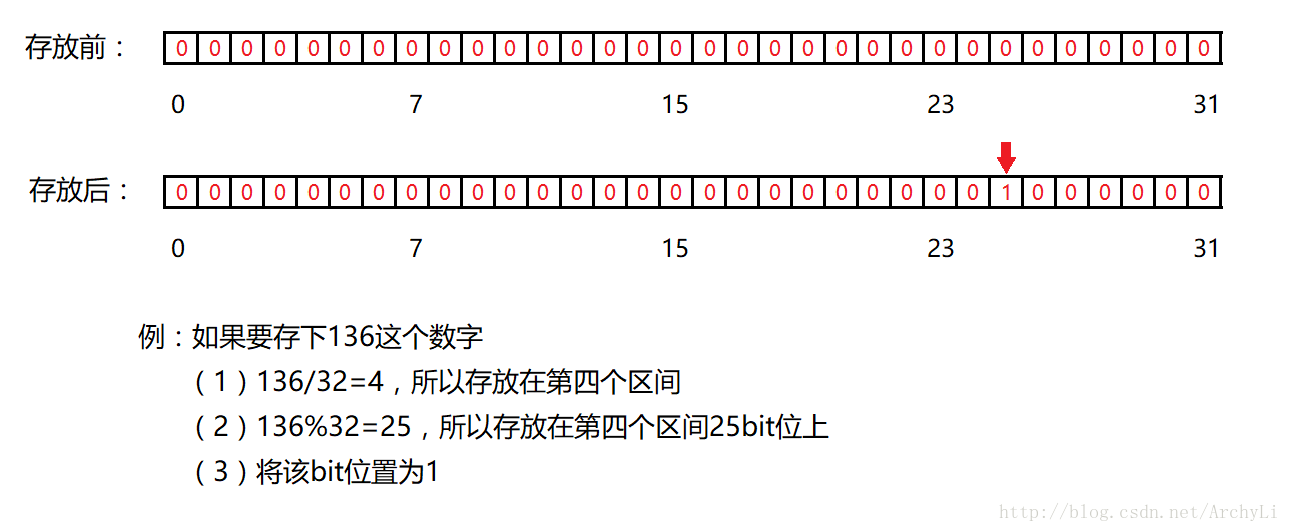 存放前： 0 0 0 0 0 0 0 0 0 0 0 0 0 0 0 0 0 0 0 0 0 0 0 0 0 0 0 0 0 0 0 0
0 7 15 23 31
存放后： 0 0 0 0 0 0 0 0 0 0 0 0 0 0 0 0 0 0 0 0 0 0 0 0 0 1 0 0 0 0 0 0
0 7 15 23 31
例：如果要存下136这个数字
（1）136/32=4，所以存放在第四个区间
（2）136%32=25，所以存放在第四个区间25bit位上
（3）将该bit位置为1
http://blog.csdn.net/ArchyLi